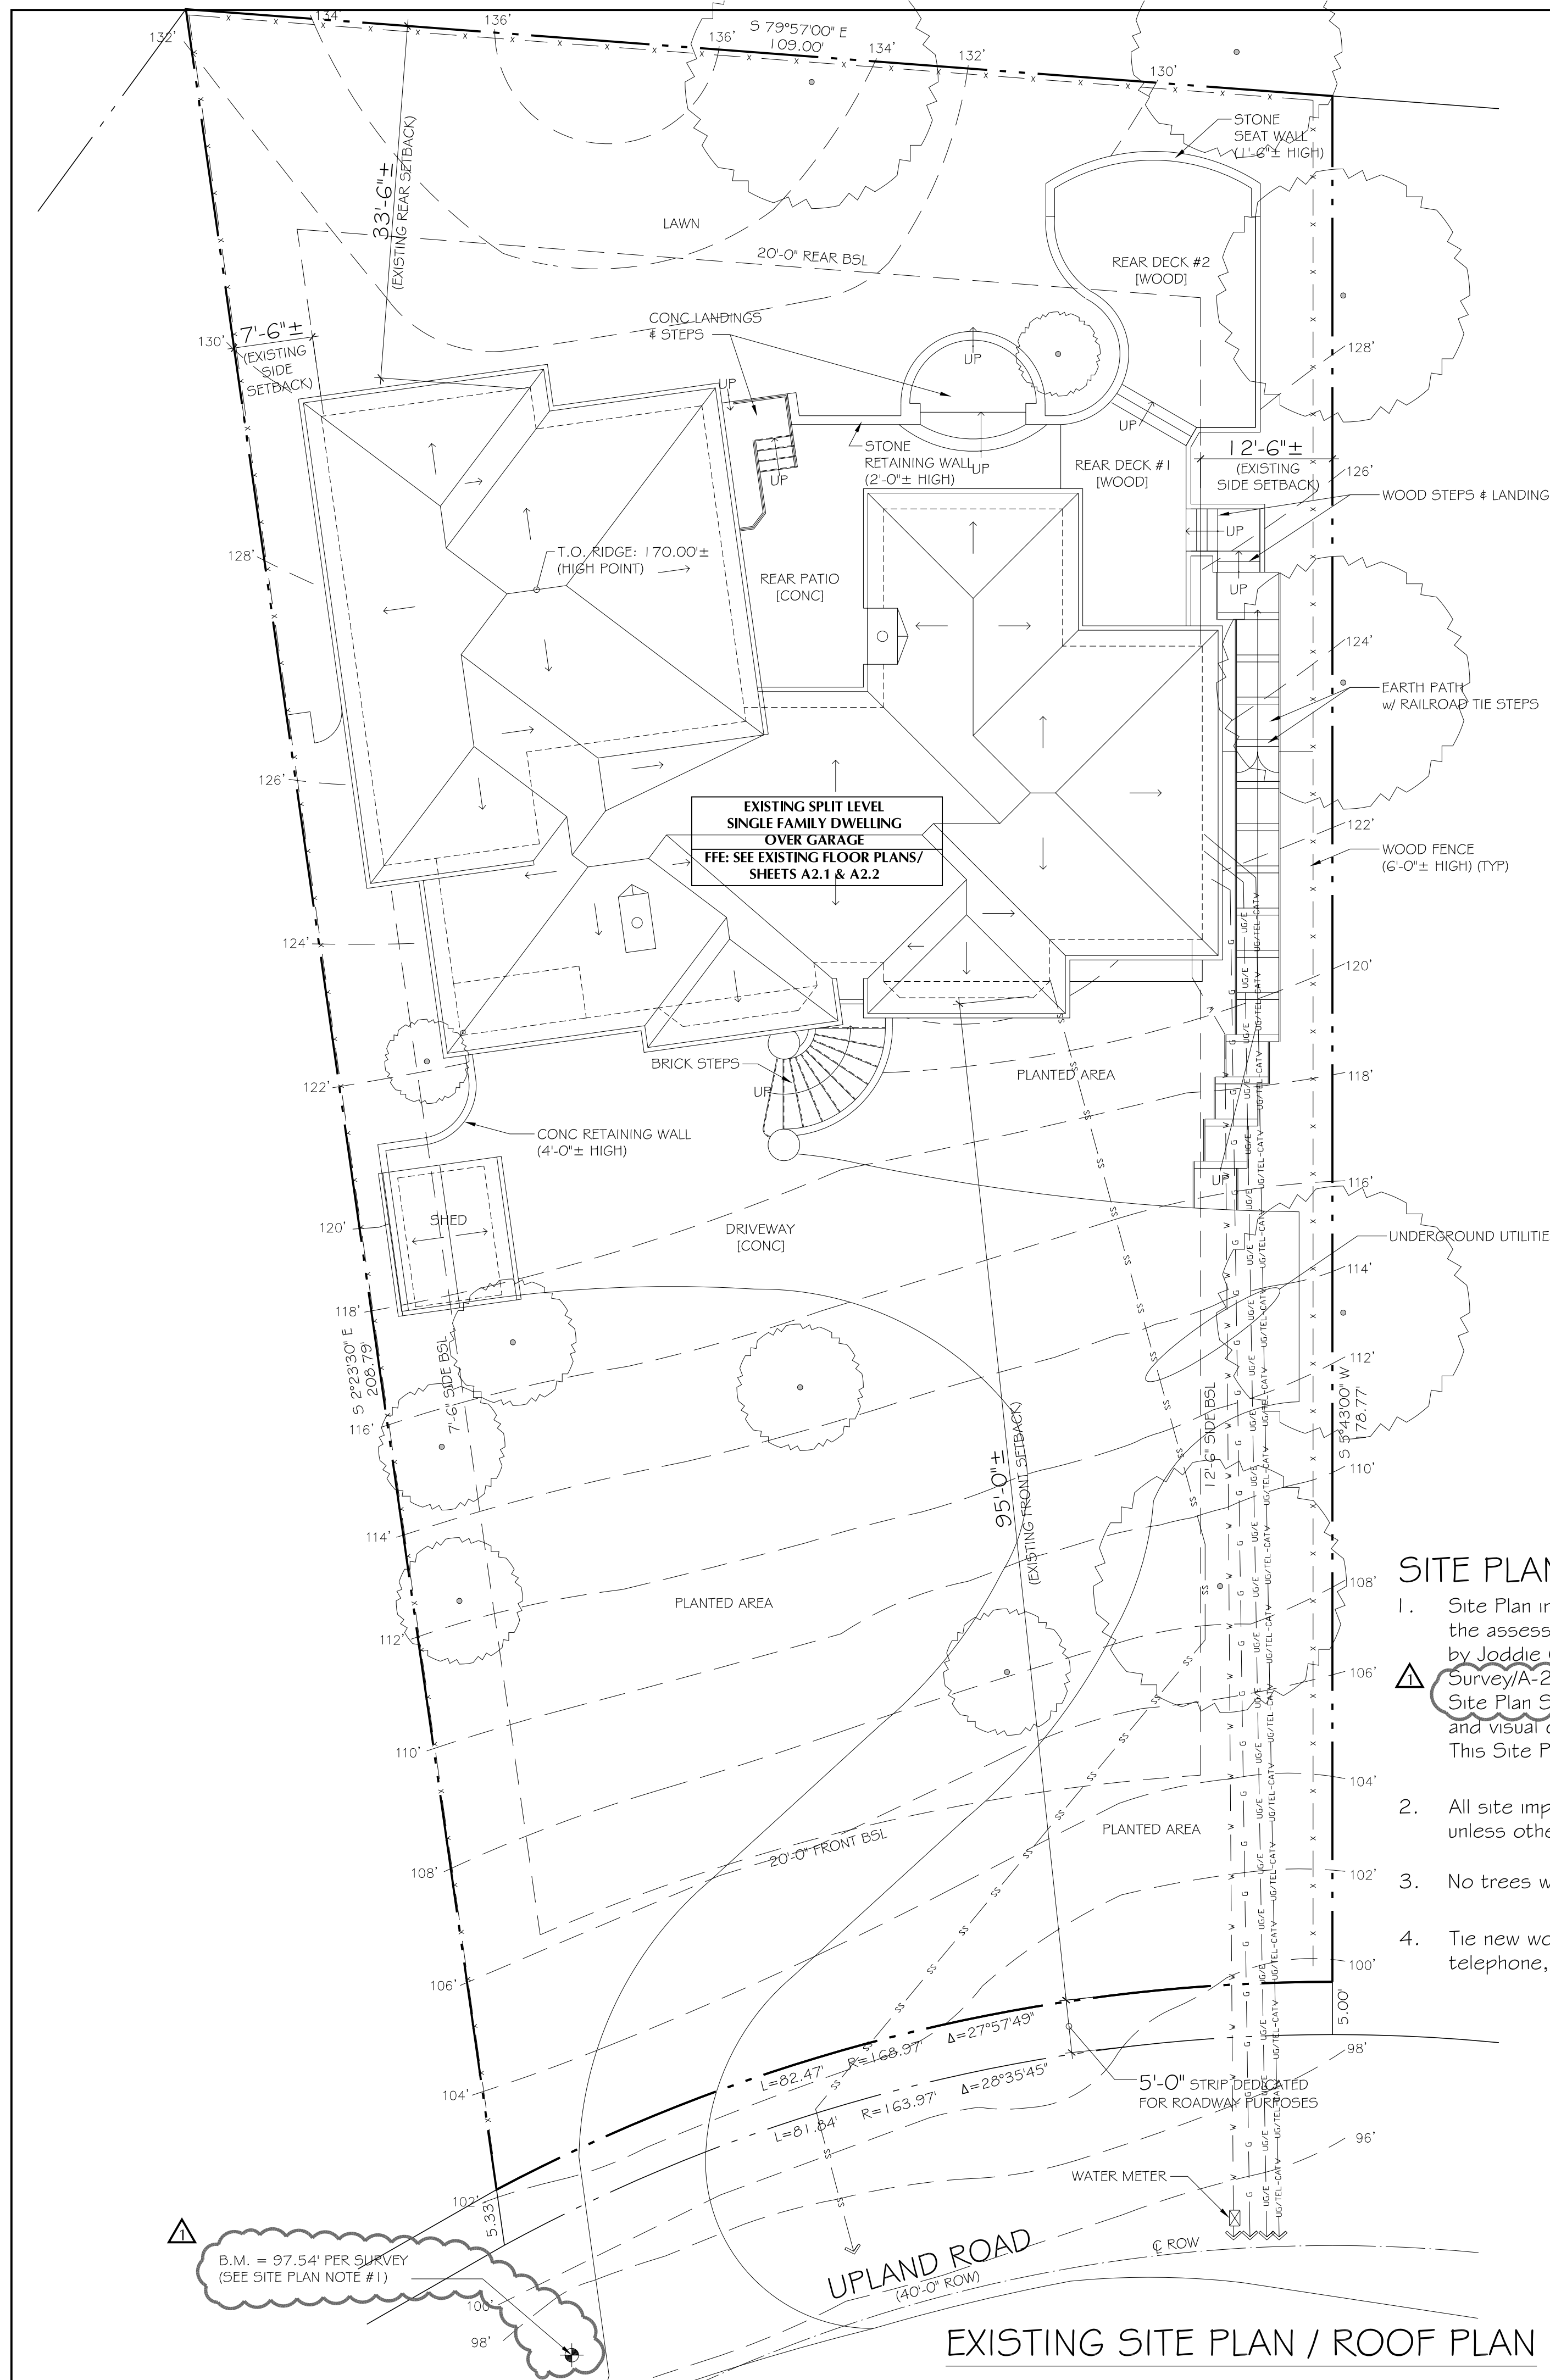 132'
134'
136'
S 79°57'00" E
109.00'
136'
134'
132'
130'
STONE
SEAT WALL
(1'-6"± HIGH)
33'-6"±
(EXISTING REAR SETBACK)
LAWN
20'-0" REAR BSL
REAR DECK #2
[WOOD]
CONC LANDINGS
& STEPS
130'
7'-6"±
(EXISTING
SIDE
SETBACK)
UP
UP
128'
UP
STONE
RETAINING WALL
(2'-0"± HIGH)
UP
UP
REAR DECK #1
[WOOD]
12'-6"±
(EXISTING
SIDE SETBACK)
126'
WOOD STEPS & LANDING
UP
UP
128'
T.O. RIDGE: 170.00'±
(HIGH POINT)
REAR PATIO
[CONC]
124'
EARTH PATH
w/ RAILROAD TIE STEPS
126'
EXISTING SPLIT LEVEL
SINGLE FAMILY DWELLING
OVER GARAGE
FFE: SEE EXISTING FLOOR PLANS/
SHEETS A2.1 & A2.2
122'
WOOD FENCE
(6'-0"± HIGH) (TYP)
124'
120'
BRICK STEPS
UP
PLANTED AREA
118'
122'
CONC RETAINING WALL
(4'-0"± HIGH)
116'
UP
SHED
120'
DRIVEWAY
[CONC]
UNDERGROUND UTILITIE
114'
118'
S 2°23'30" E
208.79'
7'-6" SIDE BSL
112'
S 5°43'00" W
178.77'
12'-6" SIDE BSL
116'
95'-0"±
(EXISTING FRONT SETBACK)
110'
114'
108'
PLANTED AREA
112'
106'
110'
104'
PLANTED AREA
20'-0" FRONT BSL
108'
102'
106'
100'
5.00'
104'
L=82.47' R=168.97' Δ=27°57'49"
L=81.84' R=163.97' Δ=28°35'45"
98'
5'-0" STRIP DEDICATED
FOR ROADWAY PURPOSES
96'
WATER METER
102'
5.33'
SS
W
G
UG/E
UG/TEL-CATV
UPLAND ROAD
(40'-0" ROW)
℄ ROW
1
B.M. = 97.54' PER SURVEY
(SEE SITE PLAN NOTE #1)
100'
98'
SITE PLAN
1. Site Plan in
the assess
by Joddie
1
Survey/A-2
Site Plan S
and visual
This Site P
2. All site imp
unless othe
3. No trees w
4. Tie new wo
telephone,
EXISTING SITE PLAN / ROOF PLAN